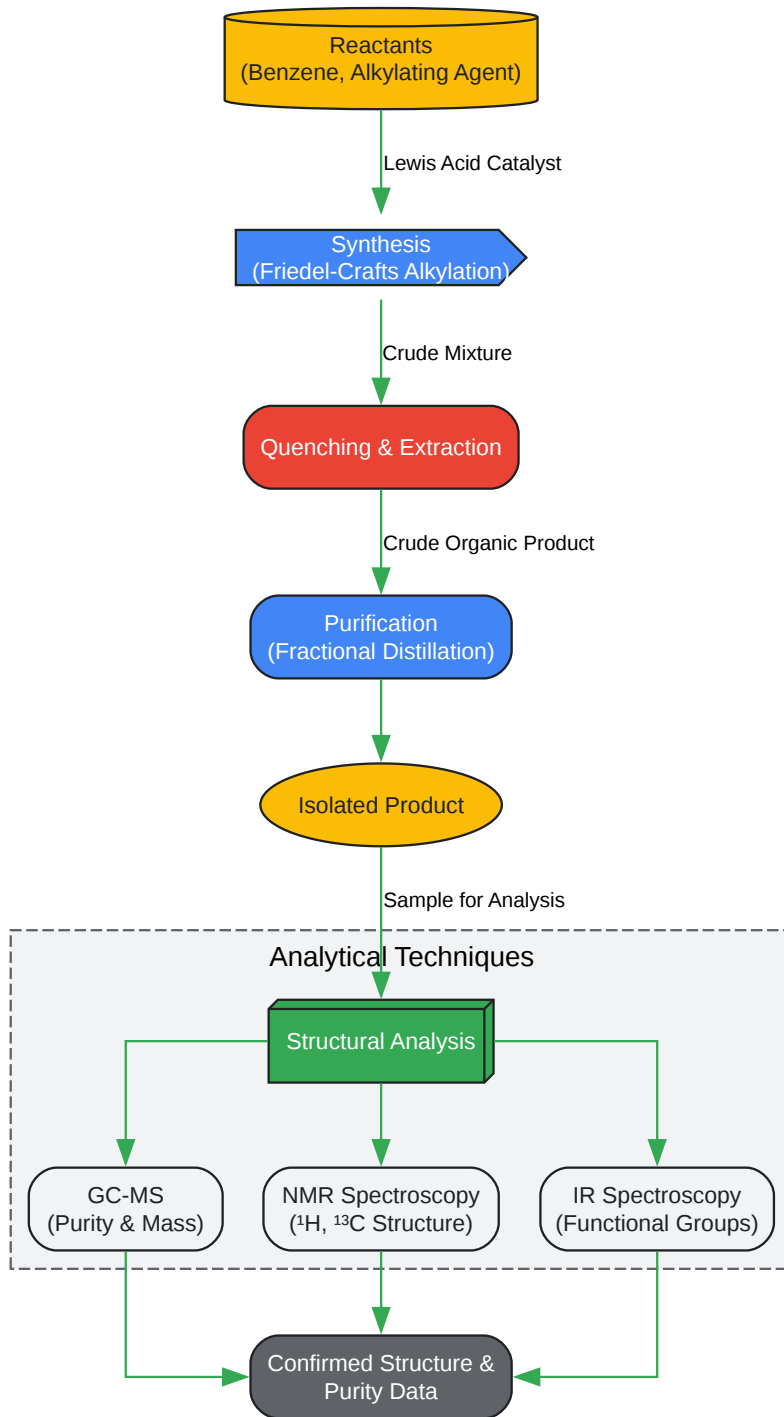 Reactants
(Benzene, Alkylating Agent)
Lewis Acid Catalyst
Synthesis
(Friedel-Crafts Alkylation)
Crude Mixture
Quenching & Extraction
Crude Organic Product
Purification
(Fractional Distillation)
Isolated Product
Sample for Analysis
Analytical Techniques
Structural Analysis
GC-MS
(Purity & Mass)
NMR Spectroscopy
(¹H, ¹³C Structure)
IR Spectroscopy
(Functional Groups)
Confirmed Structure &
Purity Data